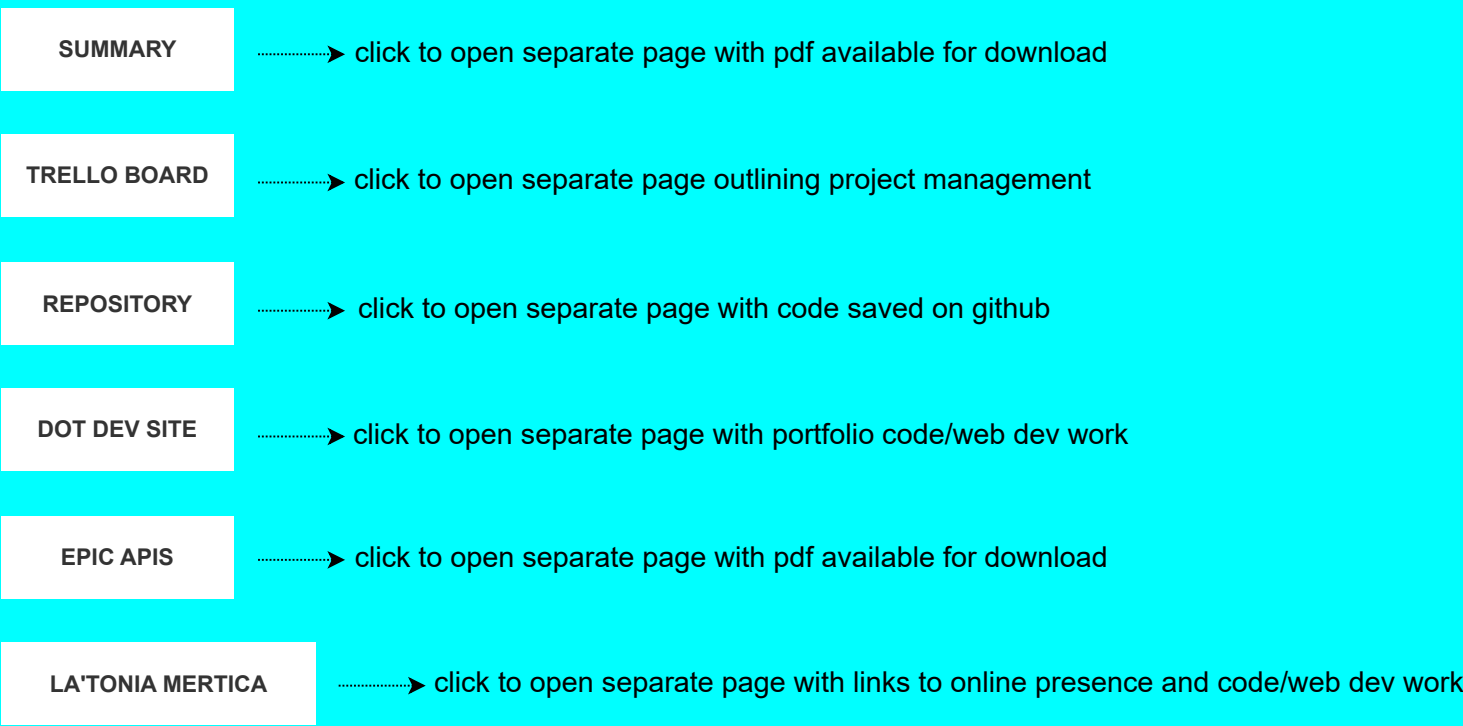 SUMMARY click to open separate page with pdf available for download
TRELLO BOARD click to open separate page outlining project management
REPOSITORY click to open separate page with code saved on github
DOT DEV SITE click to open separate page with portfolio code/web dev work
EPIC APIS click to open separate page with pdf available for download
LA'TONIA MERTICA click to open separate page with links to online presence and code/web dev work